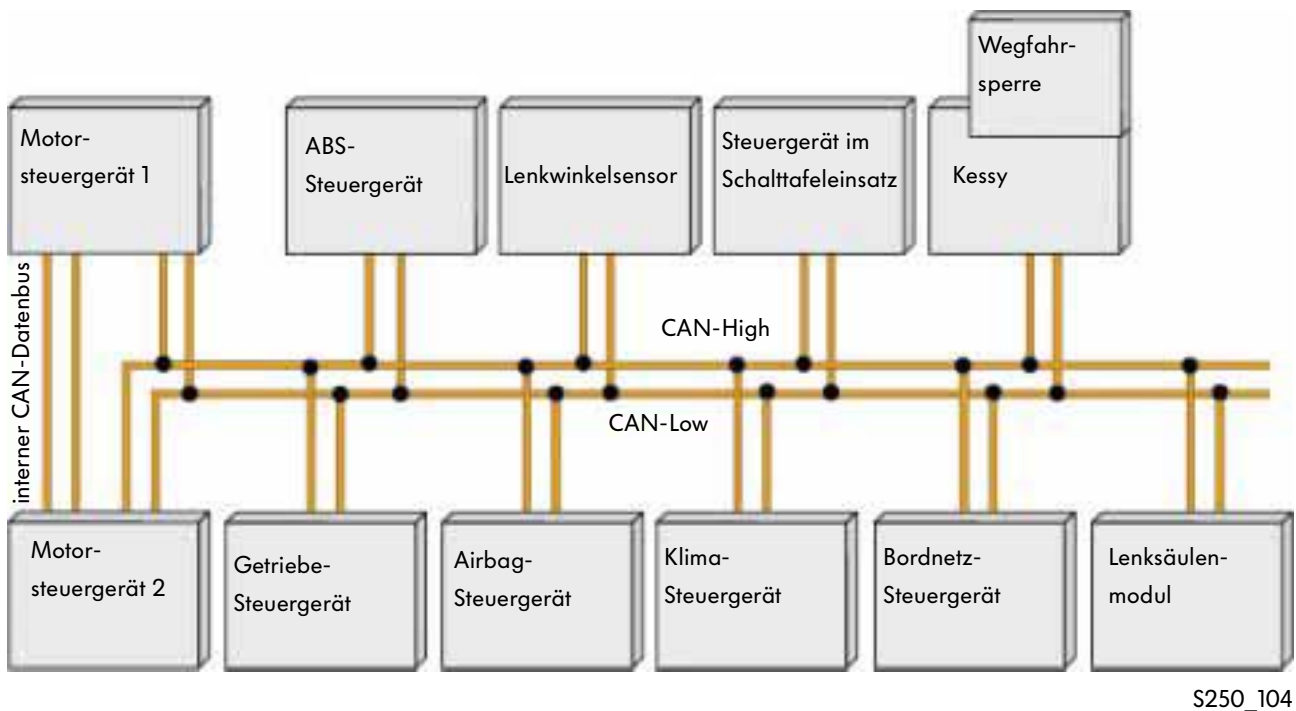 Wegfahr-
sperre
Motor-
steuergerät 1
ABS-
Steuergerät
Lenkwinkelsensor
Steuergerät im
Schalttafeleinsatz
Kessy
interner CAN-Datenbus
CAN-High
CAN-Low
Motor-
steuergerät 2
Getriebe-
Steuergerät
Airbag-
Steuergerät
Klima-
Steuergerät
Bordnetz-
Steuergerät
Lenksäulen-
modul
S250_104